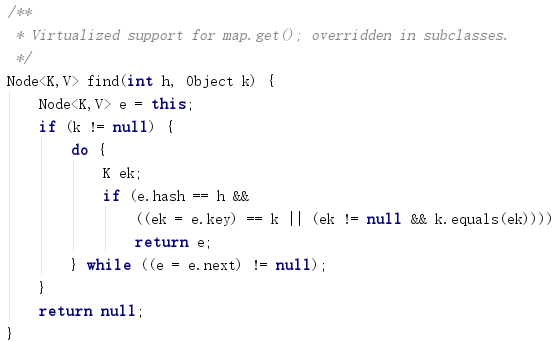 /**
 * Virtualized support for map.get(); overridden in subclasses.
 */
Node<K,V> find(int h, Object k) {
    Node<K,V> e = this;
    if (k != null) {
        do {
            K ek;
            if (e.hash == h &&
                ((ek = e.key) == k || (ek != null && k.equals(ek))))
                return e;
        } while ((e = e.next) != null);
    }
    return null;
}